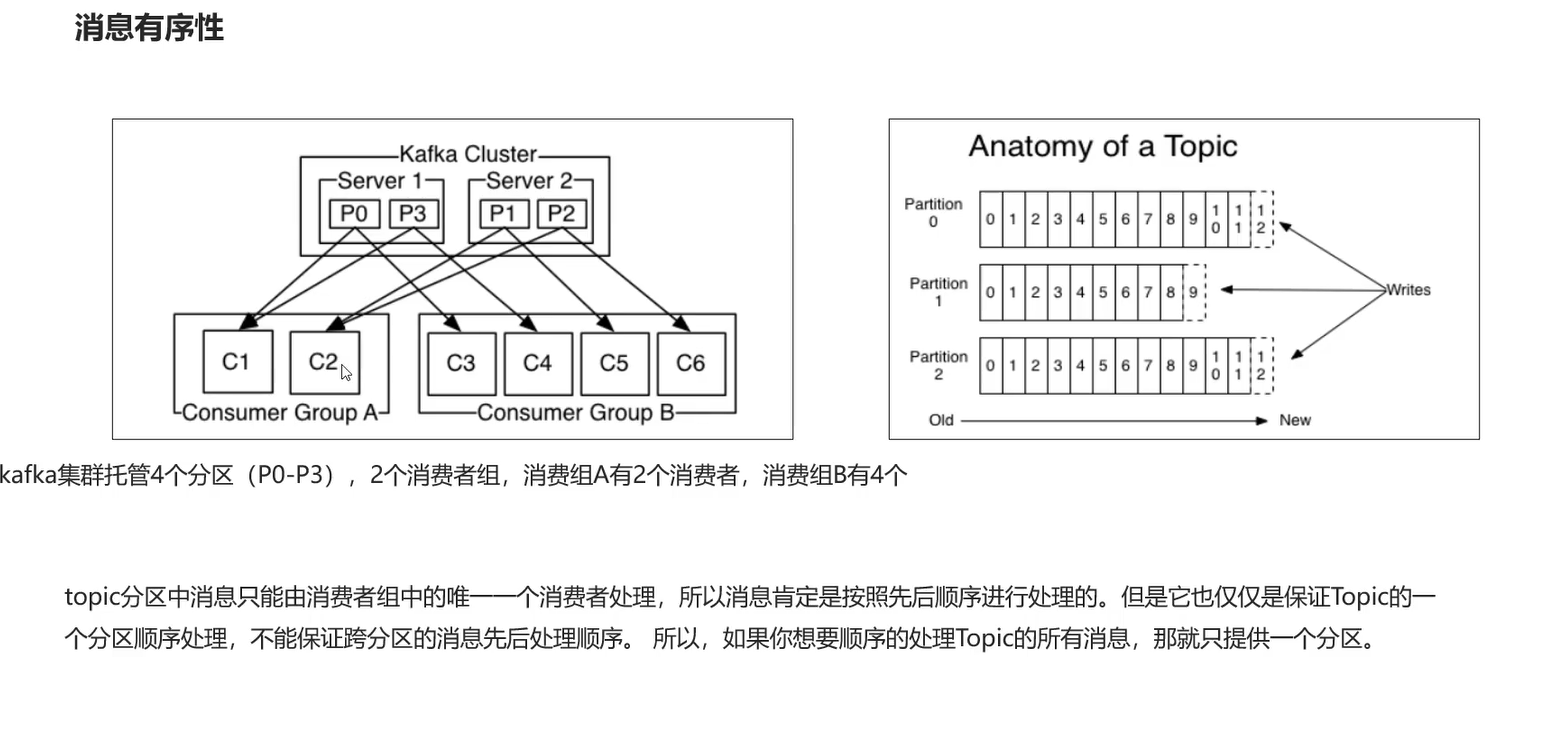 消息有序性
Kafka Cluster
Server 1
Server 2
P0
P3
P1
P2
C1
C2
C3
C4
C5
C6
Consumer Group A
Consumer Group B
Anatomy of a Topic
Partition
0
0 1 2 3 4 5 6 7 8 9 10 11 12
Partition
1
0 1 2 3 4 5 6 7 8 9
Writes
Partition
2
0 1 2 3 4 5 6 7 8 9 10 11 12
Old
New
kafka集群托管4个分区（P0-P3），2个消费者组，消费组A有2个消费者，消费组B有4个
topic分区中消息只能由消费者组中的唯一一个消费者处理，所以消息肯定是按照先后顺序进行处理的。但是它也仅仅是保证Topic的一
个分区顺序处理，不能保证跨分区的消息先后处理顺序。 所以，如果你想要顺序的处理Topic的所有消息，那就只提供一个分区。